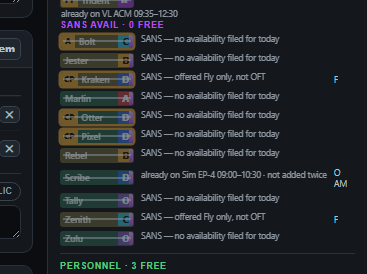 already on VL ACM 09:35–12:30
SANS AVAIL · 0 FREE
A Bolt C SANS — no availability filed for today
Jester D SANS — no availability filed for today
CP Kraken D SANS — offered Fly only, not OFT F
Marlin A SANS — no availability filed for today
CP Otter D SANS — no availability filed for today
CP Pixel D SANS — no availability filed for today
Rebel SANS — no availability filed for today
Scribe D already on Sim EP-4 09:00–10:30 · not added twice O
AM
Tally O SANS — no availability filed for today
Zenith C SANS — offered Fly only, not OFT F
Zulu O SANS — no availability filed for today
PERSONNEL · 3 FREE
em
LIC